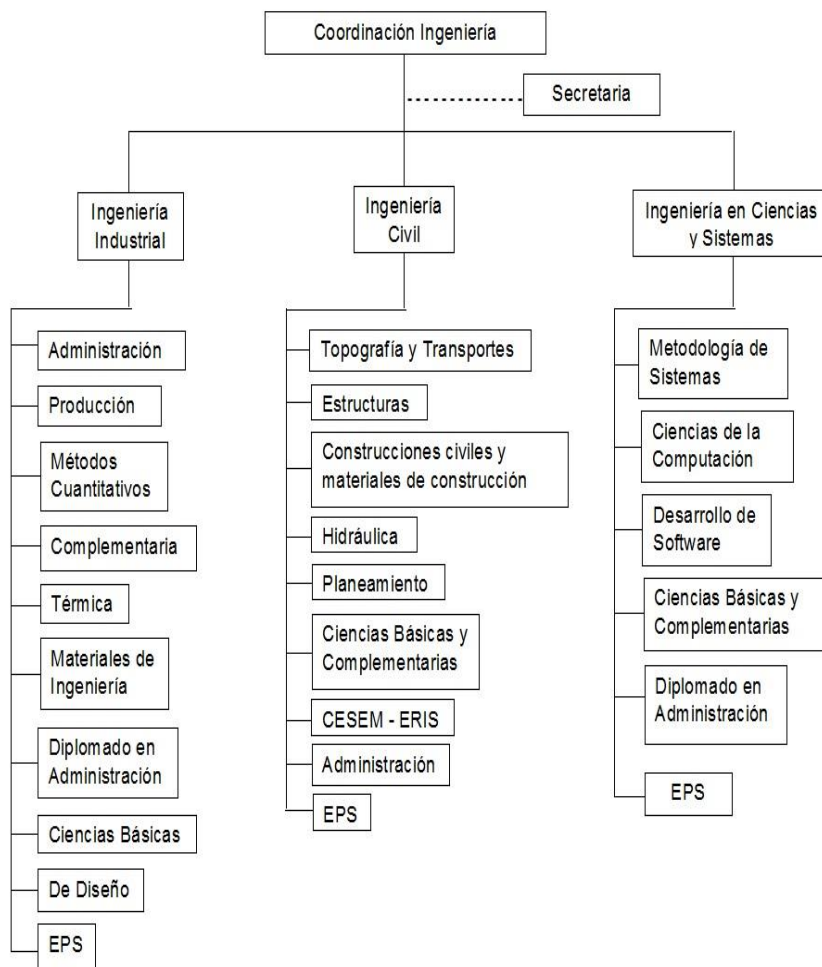 Coordinación Ingeniería
Secretaria
Ingeniería
Industrial
Administración
Producción
Métodos
Cuantitativos
Complementaria
Térmica
Materiales de
Ingeniería
Diplomado en
Administración
Ciencias Básicas
De Diseño
EPS
Ingeniería
Civil
Topografía y Transportes
Estructuras
Construcciones civiles y
materiales de construcción
Hidráulica
Planeamiento
Ciencias Básicas y
Complementarias
CESEM - ERIS
Administración
EPS
Ingeniería en Ciencias
y Sistemas
Metodología de
Sistemas
Ciencias de la
Computación
Desarrollo de
Software
Ciencias Básicas y
Complementarias
Diplomado en
Administración
EPS